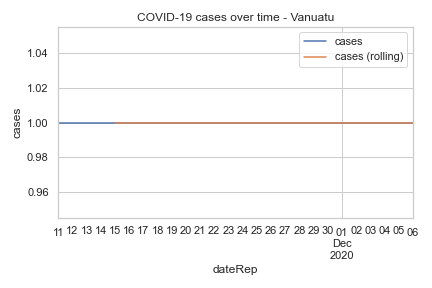 COVID-19 cases over time - Vanuatu
cases
cases (rolling)
1.04
1.02
1.00
0.98
0.96
cases
11 12 13 14 15 16 17 18 19 20 21 22 23 24 25 26 27 28 29 30 01 02 03 04 05 06
Dec
2020
dateRep